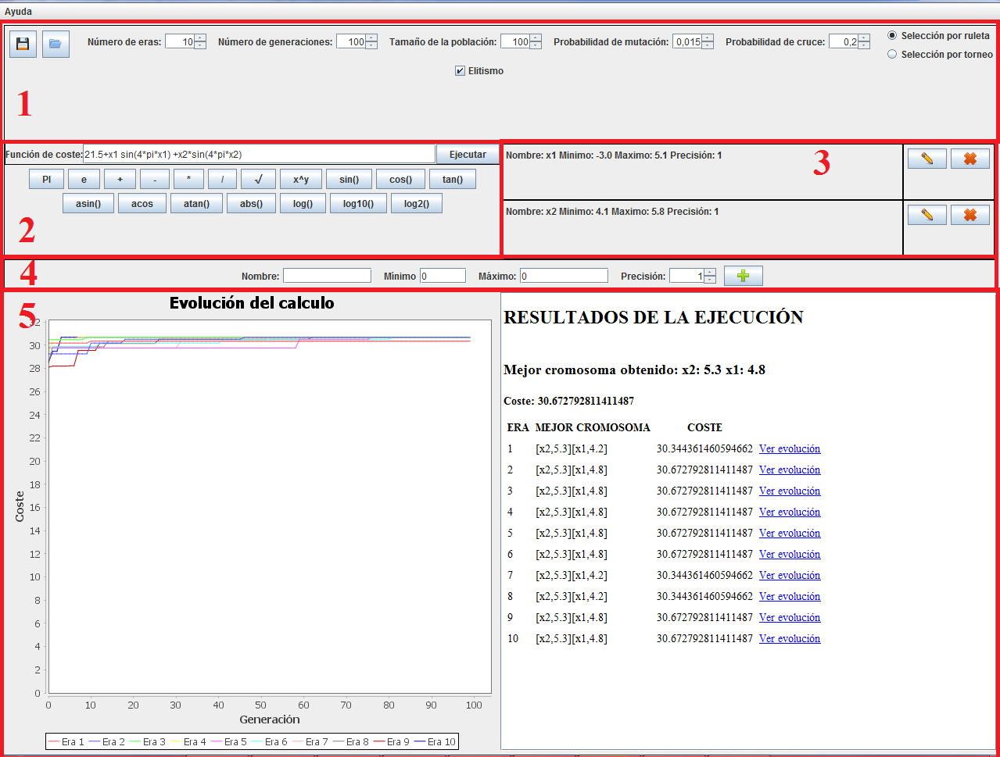 Ayuda
Número de eras: 10 Número de generaciones: 100 Tamaño de la población: 100 Probabilidad de mutación: 0,015 Probabilidad de cruce: 0,2 Selección por ruleta
Selección por torneo
Elitismo
1
Función de coste: 21.5+x1 sin(4*pi*x1) +x2*sin(4*pi*x2) Ejecutar
PI e + - * / √ x^y sin() cos() tan()
asin() acos atan() abs() log() log10() log2()
2
Nombre: x1 Minimo: -3.0 Maximo: 5.1 Precisión: 1
3
Nombre: x2 Minimo: 4.1 Maximo: 5.8 Precisión: 1
4
Nombre: Mínimo 0 Máximo: 0 Precisión: 1
5
Evolución del calculo
32
30
28
26
24
22
20
18
16
14
12
10
8
6
4
2
0
Coste
0 10 20 30 40 50 60 70 80 90 100
Generación
Era 1 Era 2 Era 3 Era 4 Era 5 Era 6 Era 7 Era 8 Era 9 Era 10
RESULTADOS DE LA EJECUCIÓN
Mejor cromosoma obtenido: x2: 5.3 x1: 4.8
Coste: 30.672792811411487
ERA MEJOR CROMOSOMA COSTE
1 [x2,5.3][x1,4.2] 30.344361460594662 Ver evolución
2 [x2,5.3][x1,4.8] 30.672792811411487 Ver evolución
3 [x2,5.3][x1,4.8] 30.672792811411487 Ver evolución
4 [x2,5.3][x1,4.8] 30.672792811411487 Ver evolución
5 [x2,5.3][x1,4.8] 30.672792811411487 Ver evolución
6 [x2,5.3][x1,4.8] 30.672792811411487 Ver evolución
7 [x2,5.3][x1,4.2] 30.344361460594662 Ver evolución
8 [x2,5.3][x1,4.2] 30.344361460594662 Ver evolución
9 [x2,5.3][x1,4.8] 30.672792811411487 Ver evolución
10 [x2,5.3][x1,4.8] 30.672792811411487 Ver evolución